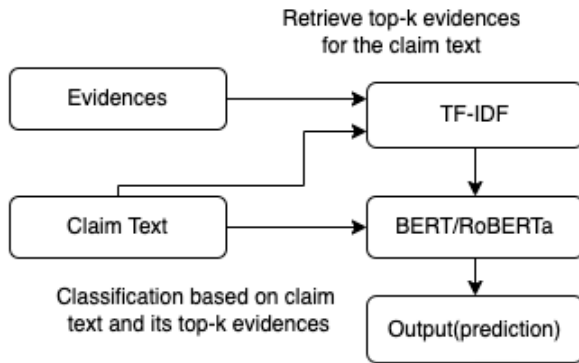 Retrieve top-k evidences
for the claim text
Evidences
TF-IDF
Claim Text
BERT/RoBERTa
Classification based on claim
text and its top-k evidences
Output(prediction)